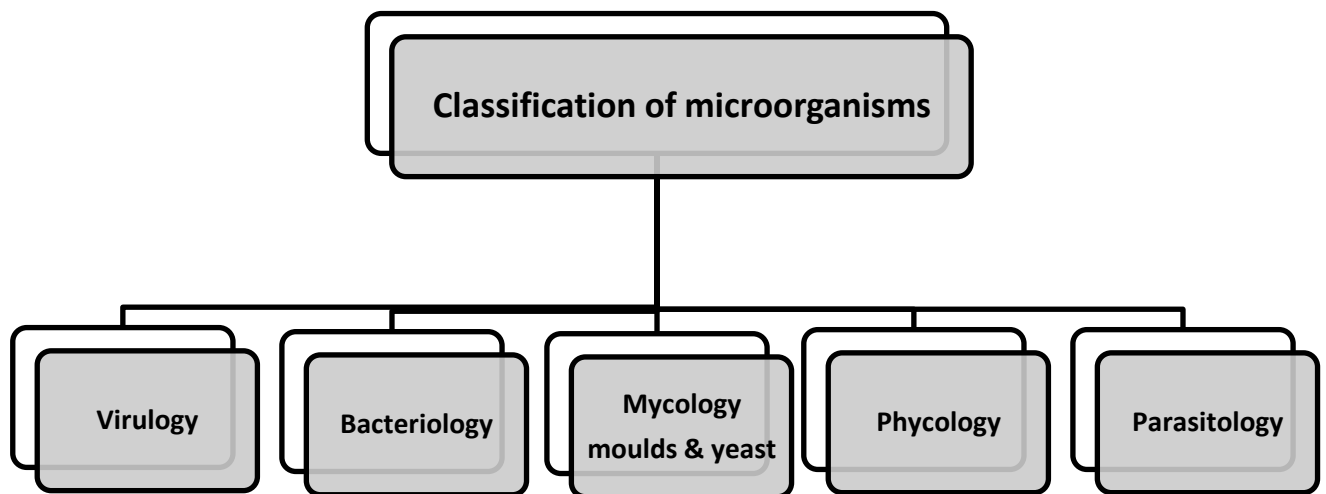 Classification of microorganisms
Virulogy
Bacteriology
Mycology
moulds & yeast
Phycology
Parasitology